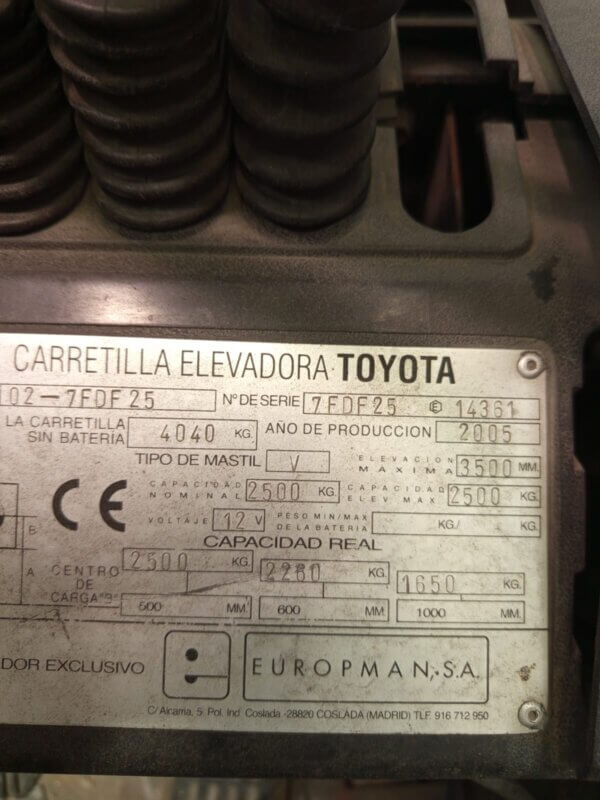 CARRETILLA ELEVADORA TOYOTA
02-7FDF25 Nº DE SERIE 7FDF25 E 14361
LA CARRETILLA SIN BATERÍA 4040 KG. AÑO DE PRODUCCION 2005
TIPO DE MASTIL V ELEVACION MAXIMA 3500 MM.
CE CAPACIDAD NOMINAL 2500 KG. CAPACIDAD ELEV. MAX 2500 KG.
VOLTAJE 12 V PESO MIN/MAX DE LA BATERIA KG./ KG.
CAPACIDAD REAL
B
A CENTRO DE CARGA "B" 2500 KG. 2260 KG. 1650 KG.
500 MM. 600 MM. 1000 MM.
DOR EXCLUSIVO EUROPMAN, S.A.
C/ Alcarria, 5. Pol. Ind. Coslada -28820 COSLADA (MADRID) TLF. 916 712 950